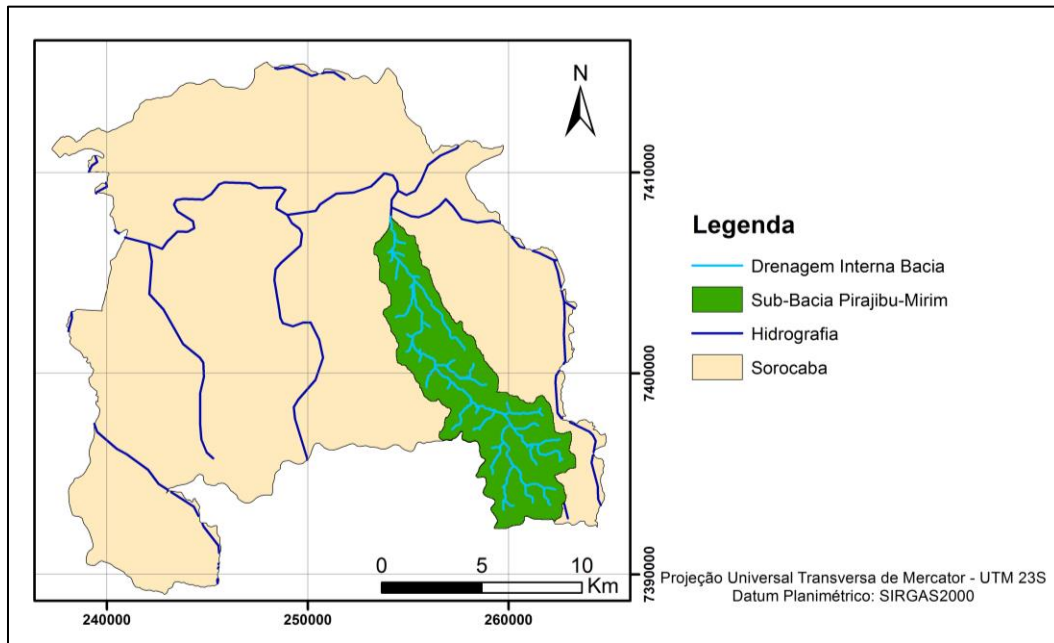 N
7410000
7400000
7390000
Legenda
Drenagem Interna Bacia
Sub-Bacia Pirajibu-Mirim
Hidrografia
Sorocaba
0 5 10
Km
Projeção Universal Transversa de Mercator - UTM 23S
Datum Planimétrico: SIRGAS2000
240000 250000 260000